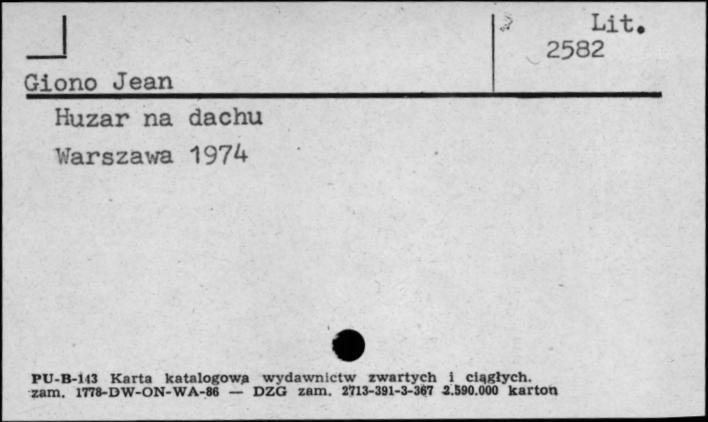 Lit.
2582
Giono Jean
Huzar na dachu
Warszawa 1974
PU-B-143 Karta katalogowa wydawnictw zwartych i ciągłych.
zam. 1778-DW-ON-WA-86 — DZG zam. 2713-391-3-367 2.590.000 karton